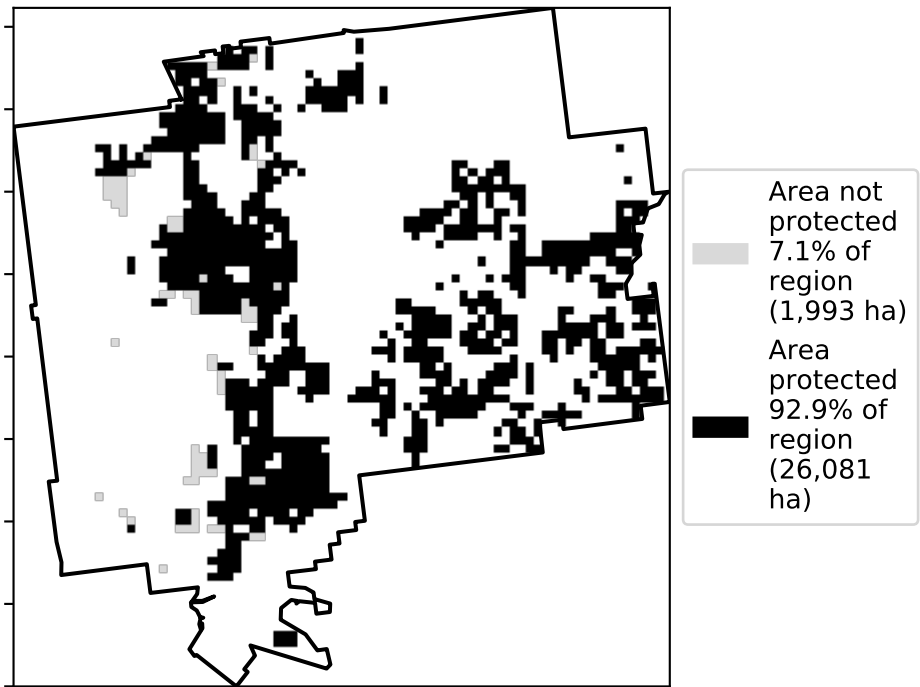 Area not
protected
7.1% of
region
(1,993 ha)
Area
protected
92.9% of
region
(26,081
ha)